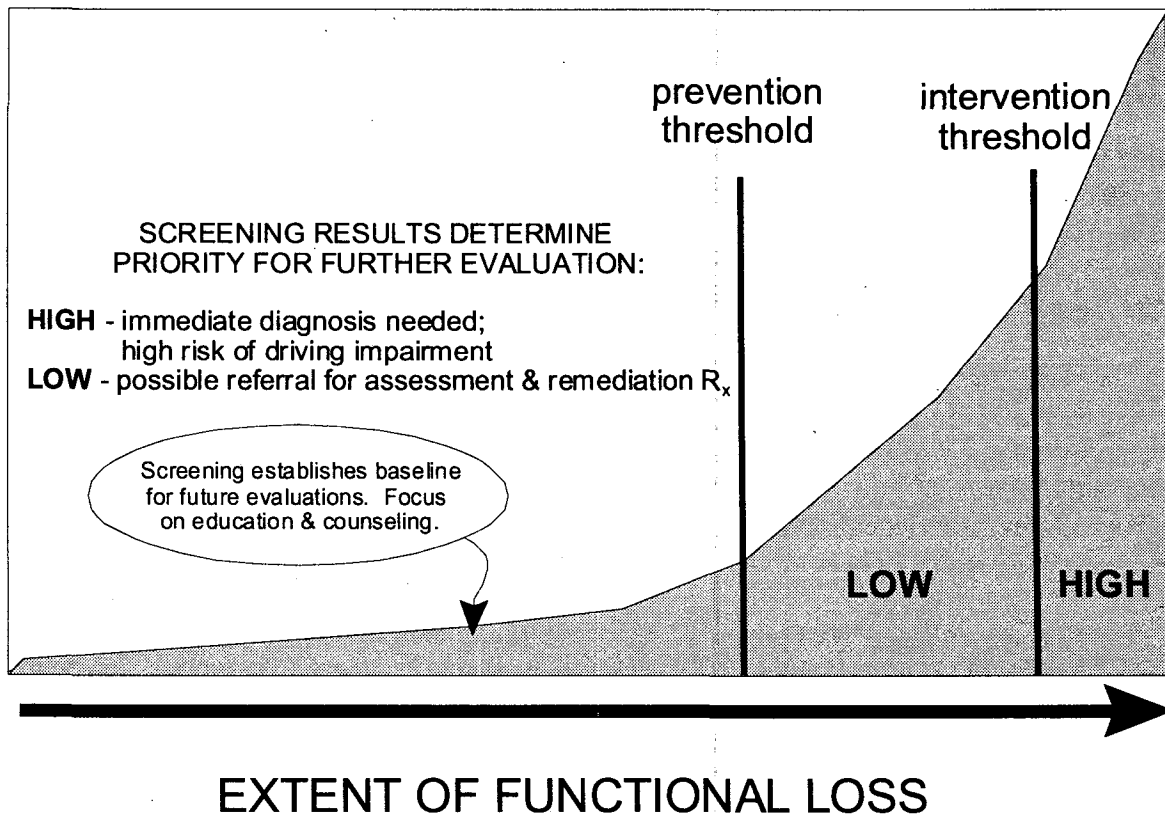 prevention
threshold
intervention
threshold
SCREENING RESULTS DETERMINE
PRIORITY FOR FURTHER EVALUATION:
HIGH - immediate diagnosis needed;
high risk of driving impairment
LOW - possible referral for assessment & remediation Rx
Screening establishes baseline
for future evaluations. Focus
on education & counseling.
LOW
HIGH
EXTENT OF FUNCTIONAL LOSS